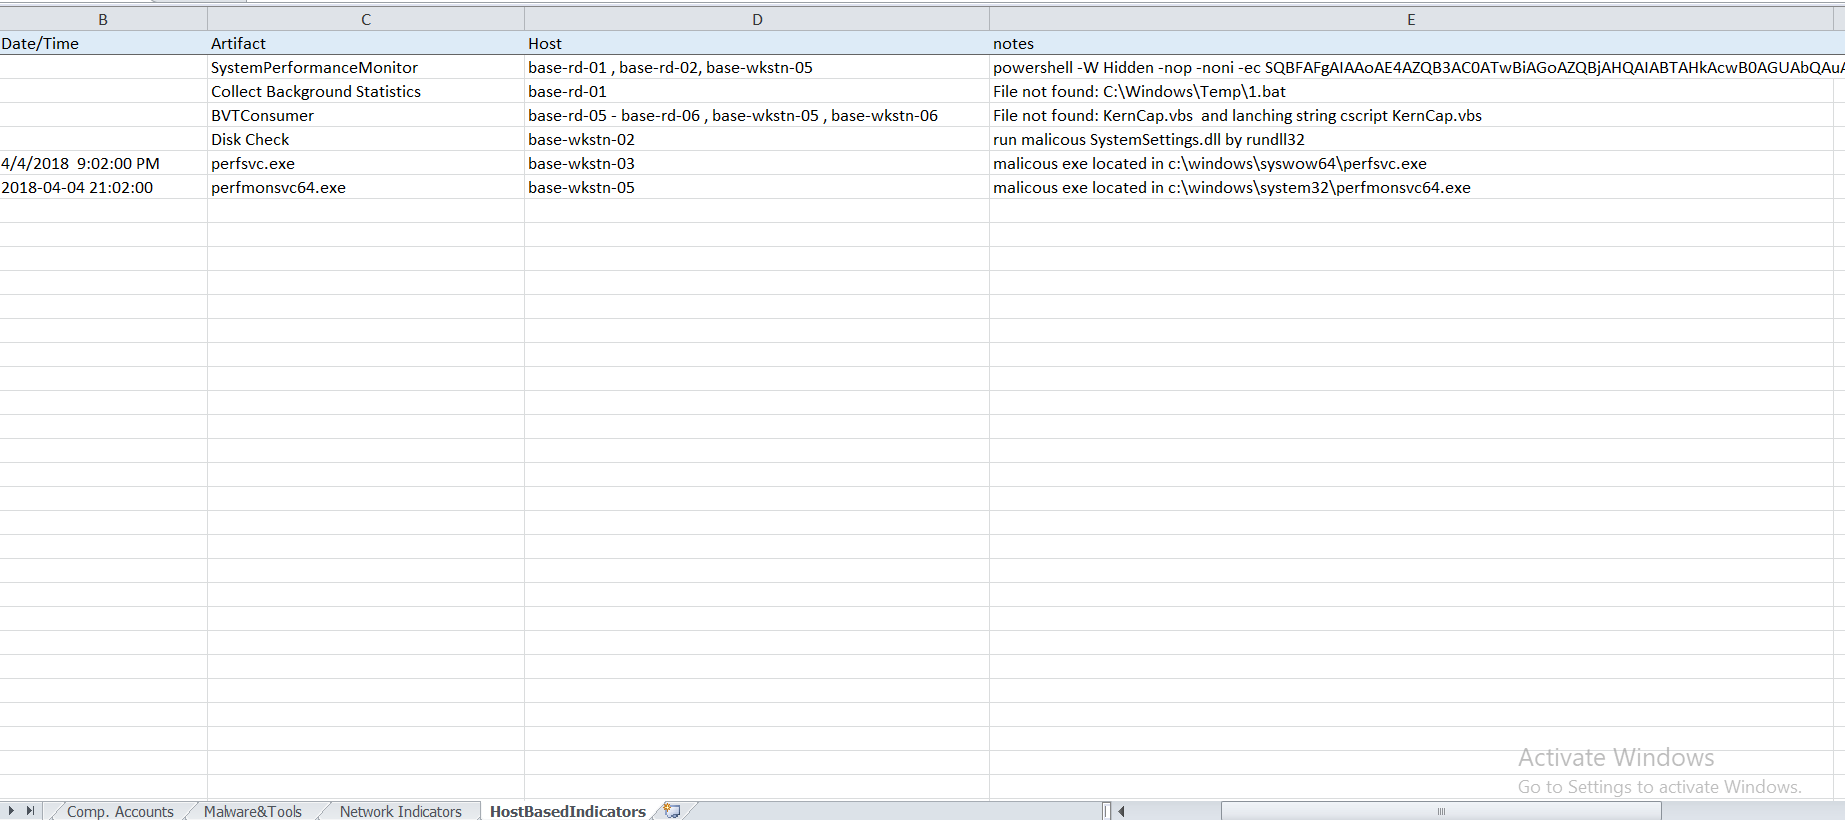 B C D E
Date/Time Artifact Host notes
SystemPerformanceMonitor base-rd-01 , base-rd-02, base-wkstn-05 powershell -W Hidden -nop -noni -ec SQBFAFgAIAAoAE4AZQB3AC0ATwBiAGoAZQBjAHQAIABTAHkAcwB0AGUAbQAuA
Collect Background Statistics base-rd-01 File not found: C:\Windows\Temp\1.bat
BVTConsumer base-rd-05 - base-rd-06 , base-wkstn-05 , base-wkstn-06 File not found: KernCap.vbs  and lanching string cscript KernCap.vbs
Disk Check base-wkstn-02 run malicous SystemSettings.dll by rundll32
4/4/2018  9:02:00 PM perfsvc.exe base-wkstn-03 malicous exe located in c:\windows\syswow64\perfsvc.exe
2018-04-04 21:02:00 perfmonsvc64.exe base-wkstn-05 malicous exe located in c:\windows\system32\perfmonsvc64.exe
Activate Windows
Go to Settings to activate Windows.
Comp. Accounts Malware&Tools Network Indicators HostBasedIndicators